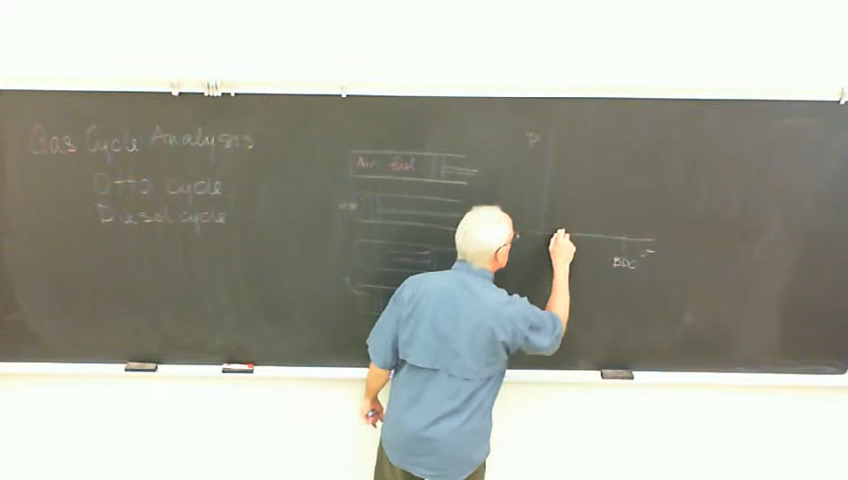 Gas Cycle Analysis
Otto cycle
Diesel cycle
Air fuel
P
BDC